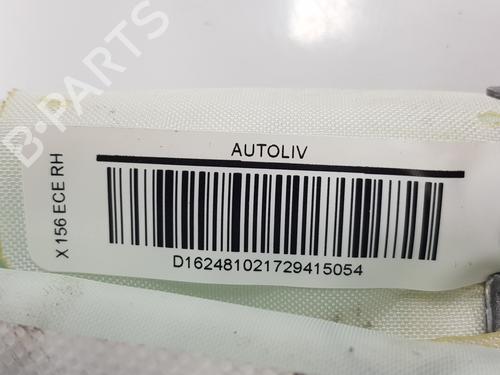 AUTOLIV
X 156 ECE RH
D162481021729415054
B-PARTS